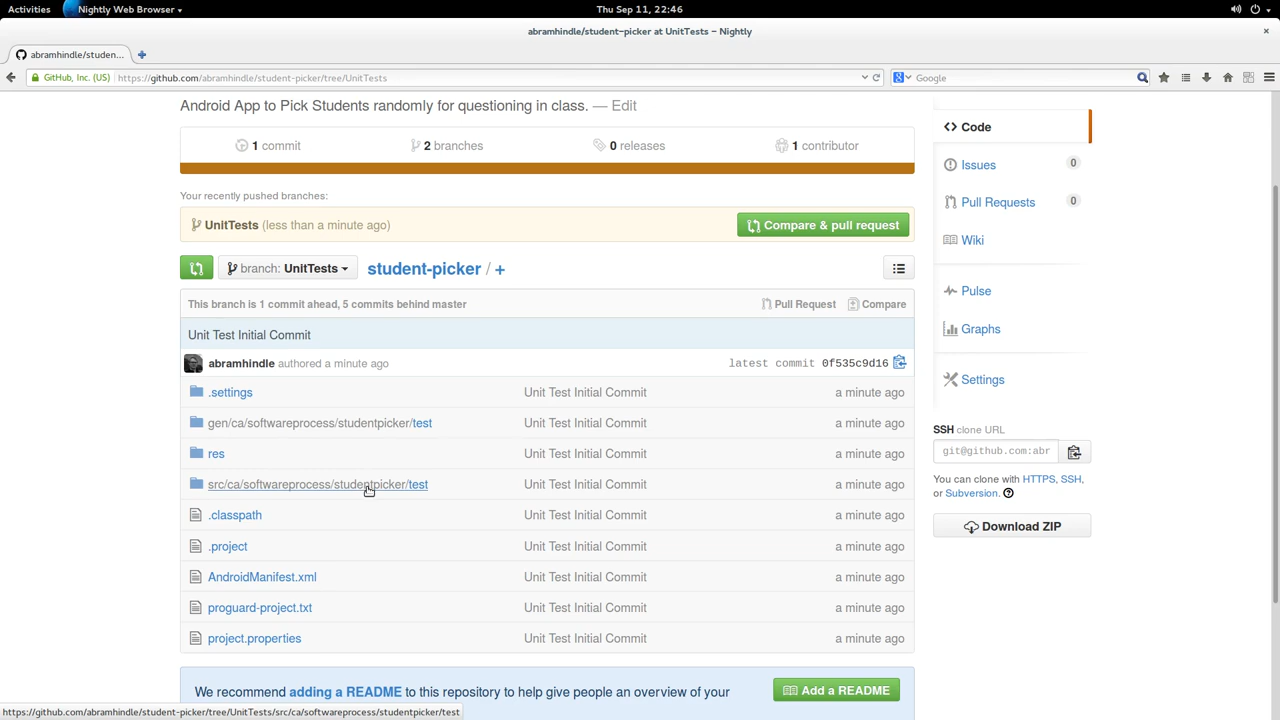 Activities Nightly Web Browser Thu Sep 11, 22:46
abramhindle/student-picker at UnitTests – Nightly ×
abramhindle/studen...
GitHub, Inc. (US) https://github.com/abramhindle/student-picker/tree/UnitTests Google
Android App to Pick Students randomly for questioning in class. — Edit
1 commit 2 branches 0 releases 1 contributor
Your recently pushed branches:
UnitTests (less than a minute ago) Compare & pull request
branch: UnitTests student-picker / +
This branch is 1 commit ahead, 5 commits behind master Pull Request Compare
Unit Test Initial Commit
abramhindle authored a minute ago latest commit 0f535c9d16
.settings Unit Test Initial Commit a minute ago
gen/ca/softwareprocess/studentpicker/test Unit Test Initial Commit a minute ago
res Unit Test Initial Commit a minute ago
src/ca/softwareprocess/studentpicker/test Unit Test Initial Commit a minute ago
.classpath Unit Test Initial Commit a minute ago
.project Unit Test Initial Commit a minute ago
AndroidManifest.xml Unit Test Initial Commit a minute ago
proguard-project.txt Unit Test Initial Commit a minute ago
project.properties Unit Test Initial Commit a minute ago
We recommend adding a README to this repository to help give people an overview of your Add a README
Code
Issues 0
Pull Requests 0
Wiki
Pulse
Graphs
Settings
SSH clone URL
git@github.com:abr
You can clone with HTTPS, SSH,
or Subversion.
Download ZIP
https://github.com/abramhindle/student-picker/tree/UnitTests/src/ca/softwareprocess/studentpicker/test